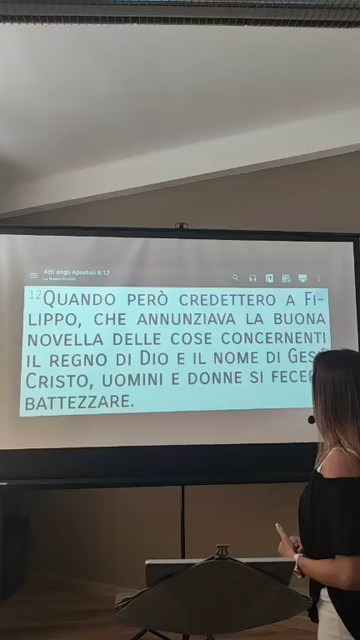 Atti degli Apostoli 8:12
12QUANDO PERÒ CREDETTERO A FI-
LIPPO, CHE ANNUNZIAVA LA BUONA
NOVELLA DELLE COSE CONCERNENTI
IL REGNO DI DIO E IL NOME DI
CRISTO, UOMINI E DONNE SI
BATTEZZARE.